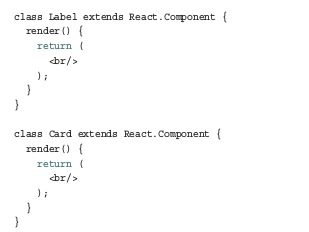 class Label extends React.Component {
  render() {
    return (
      <br/>
    );
  }
}

class Card extends React.Component {
  render() {
    return (
      <br/>
    );
  }
}